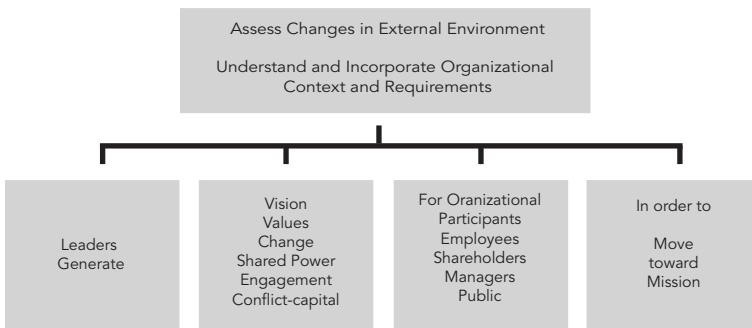 Assess Changes in External Environment
Understand and Incorporate Organizational
Context and Requirements
Leaders
Generate
Vision
Values
Change
Shared Power
Engagement
Conflict-capital
For Oranizational
Participants
Employees
Shareholders
Managers
Public
In order to
Move
toward
Mission